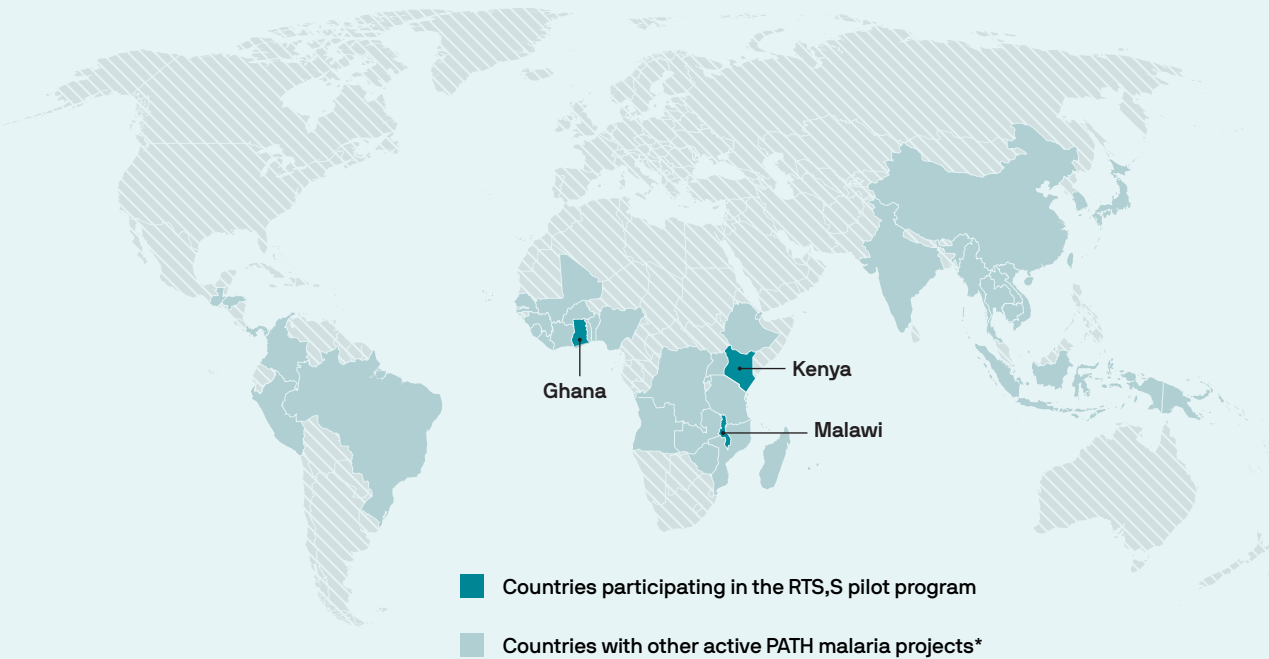 Ghana
Kenya
Malawi
Countries participating in the RTS,S pilot program
Countries with other active PATH malaria projects*